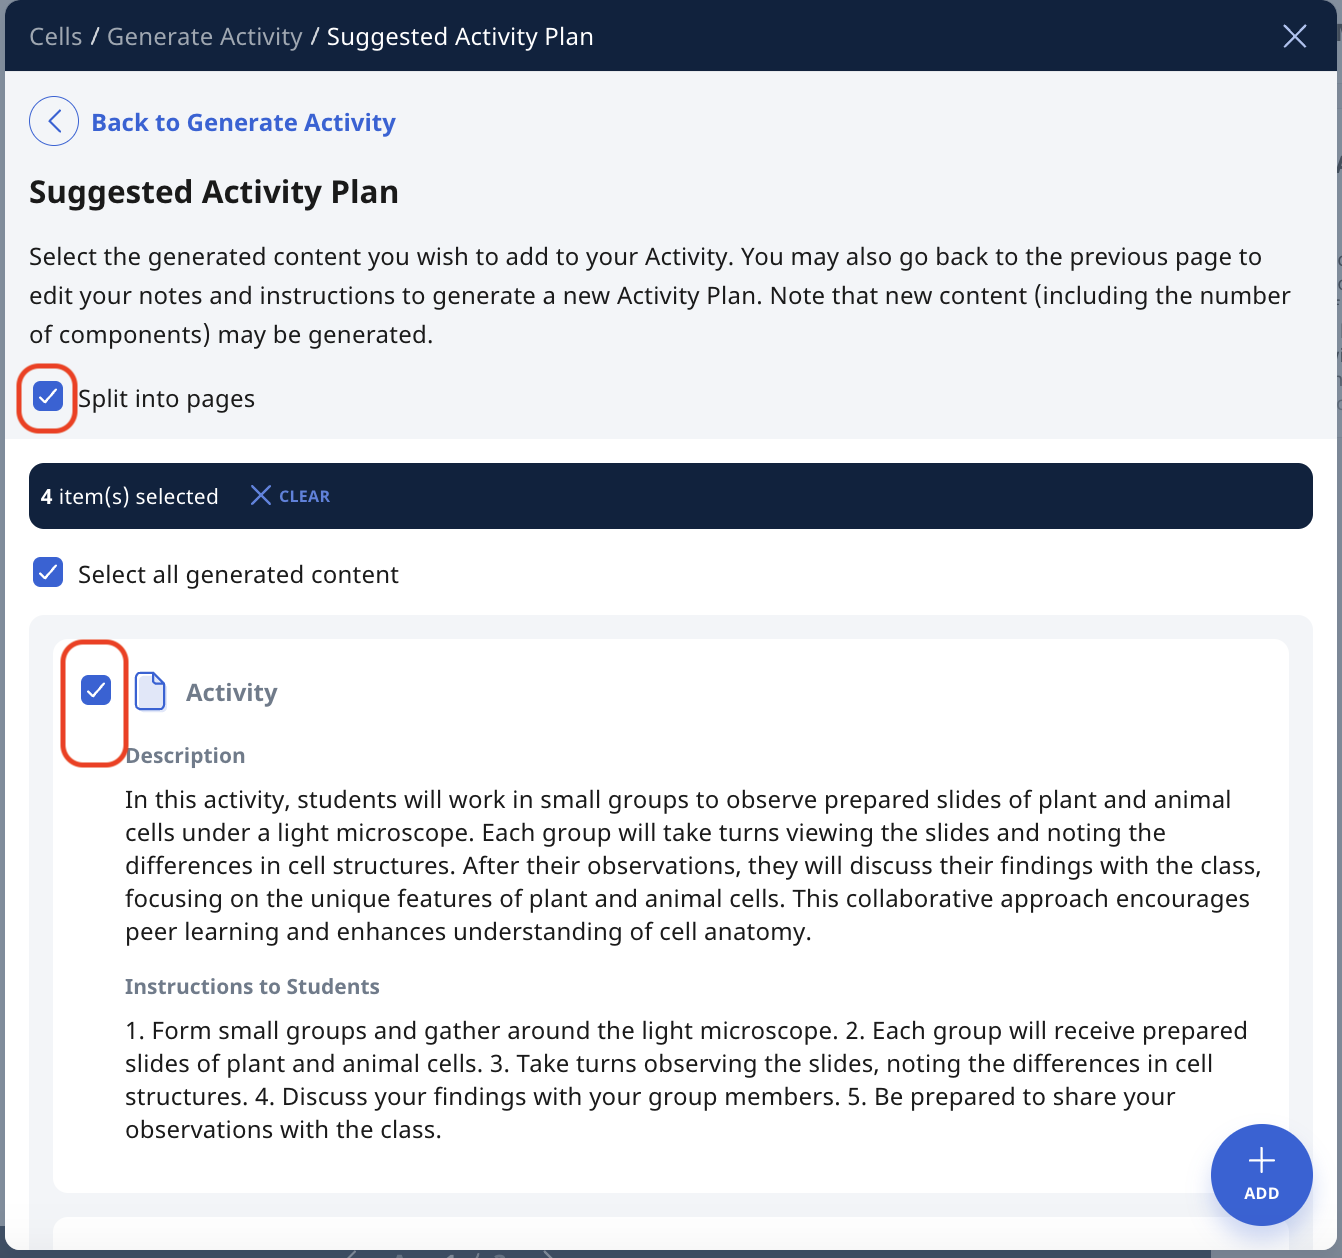 Cells / Generate Activity / Suggested Activity Plan
Back to Generate Activity
Suggested Activity Plan
Select the generated content you wish to add to your Activity. You may also go back to the previous page to
edit your notes and instructions to generate a new Activity Plan. Note that new content (including the number
of components) may be generated.
Split into pages
4 item(s) selected CLEAR
Select all generated content
Activity
Description
In this activity, students will work in small groups to observe prepared slides of plant and animal
cells under a light microscope. Each group will take turns viewing the slides and noting the
differences in cell structures. After their observations, they will discuss their findings with the class,
focusing on the unique features of plant and animal cells. This collaborative approach encourages
peer learning and enhances understanding of cell anatomy.
Instructions to Students
1. Form small groups and gather around the light microscope. 2. Each group will receive prepared
slides of plant and animal cells. 3. Take turns observing the slides, noting the differences in cell
structures. 4. Discuss your findings with your group members. 5. Be prepared to share your
observations with the class.
ADD